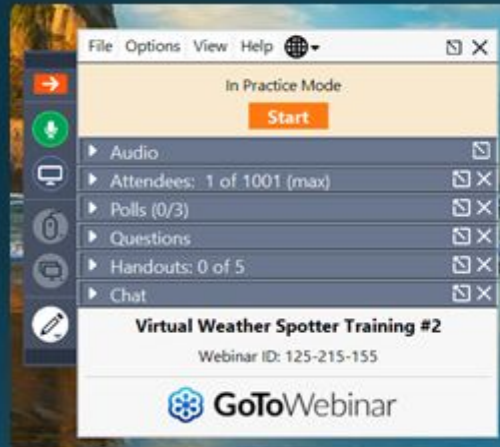 File Options View Help
In Practice Mode
Start
Audio
Attendees: 1 of 1001 (max)
Polls (0/3)
Questions
Handouts: 0 of 5
Chat
Virtual Weather Spotter Training #2
Webinar ID: 125-215-155
GoToWebinar